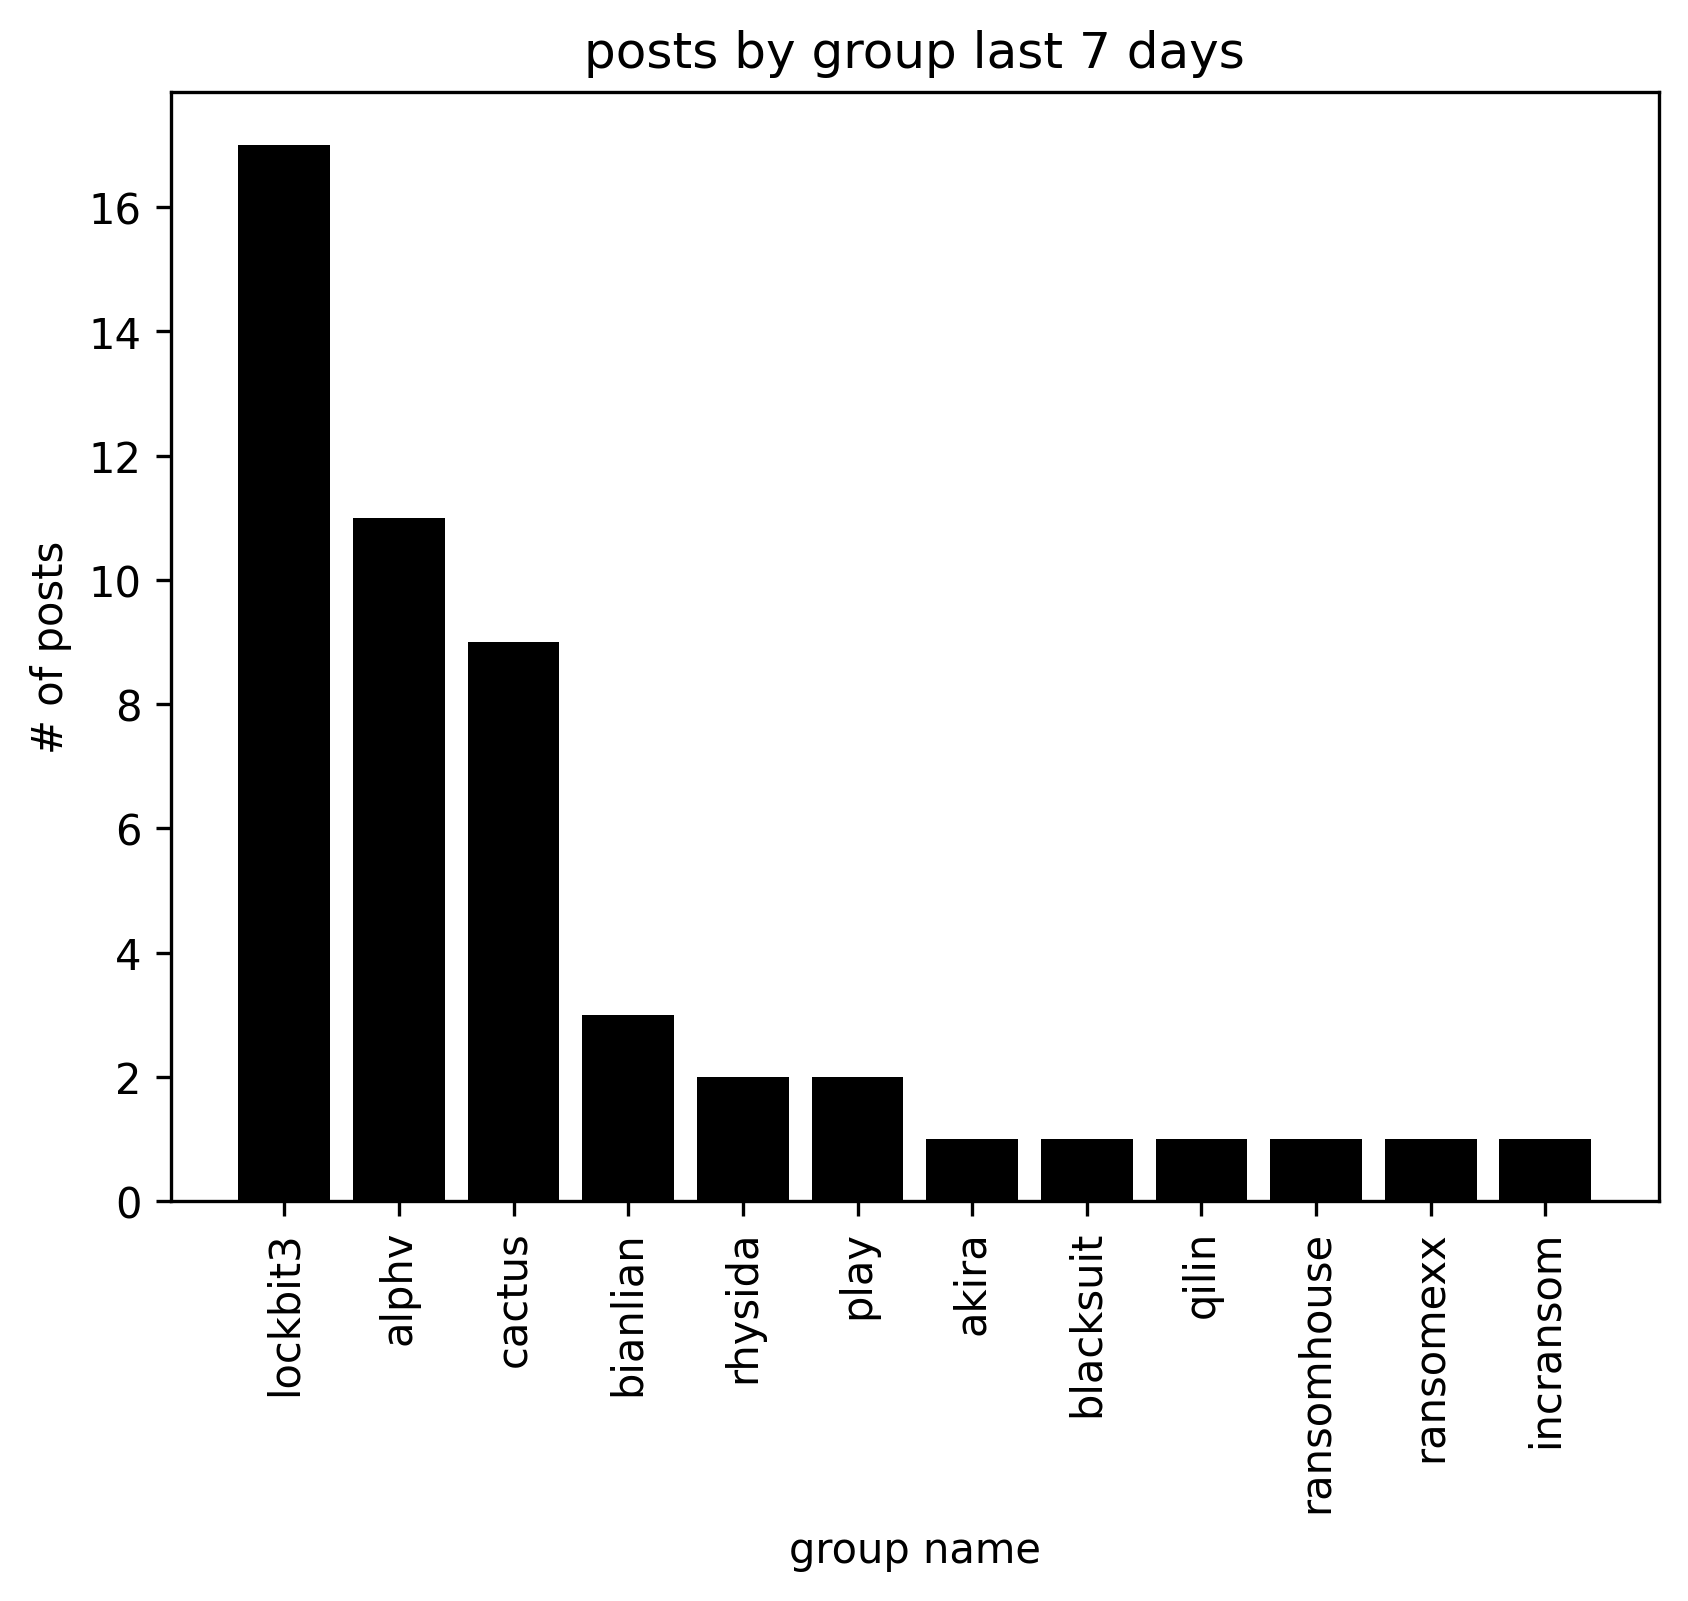 posts by group last 7 days
# of posts
16
14
12
10
8
6
4
2
0
lockbit3
alphv
cactus
bianlian
rhysida
play
akira
blacksuit
qilin
ransomhouse
ransomexx
incransom
group name